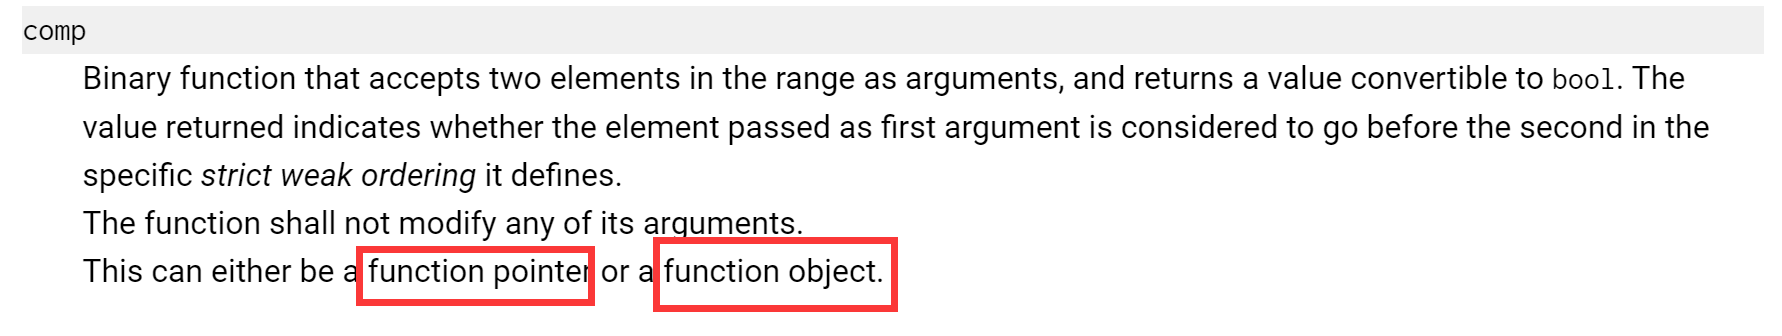 comp
Binary function that accepts two elements in the range as arguments, and returns a value convertible to bool. The
value returned indicates whether the element passed as first argument is considered to go before the second in the
specific strict weak ordering it defines.
The function shall not modify any of its arguments.
This can either be a function pointer or a function object.